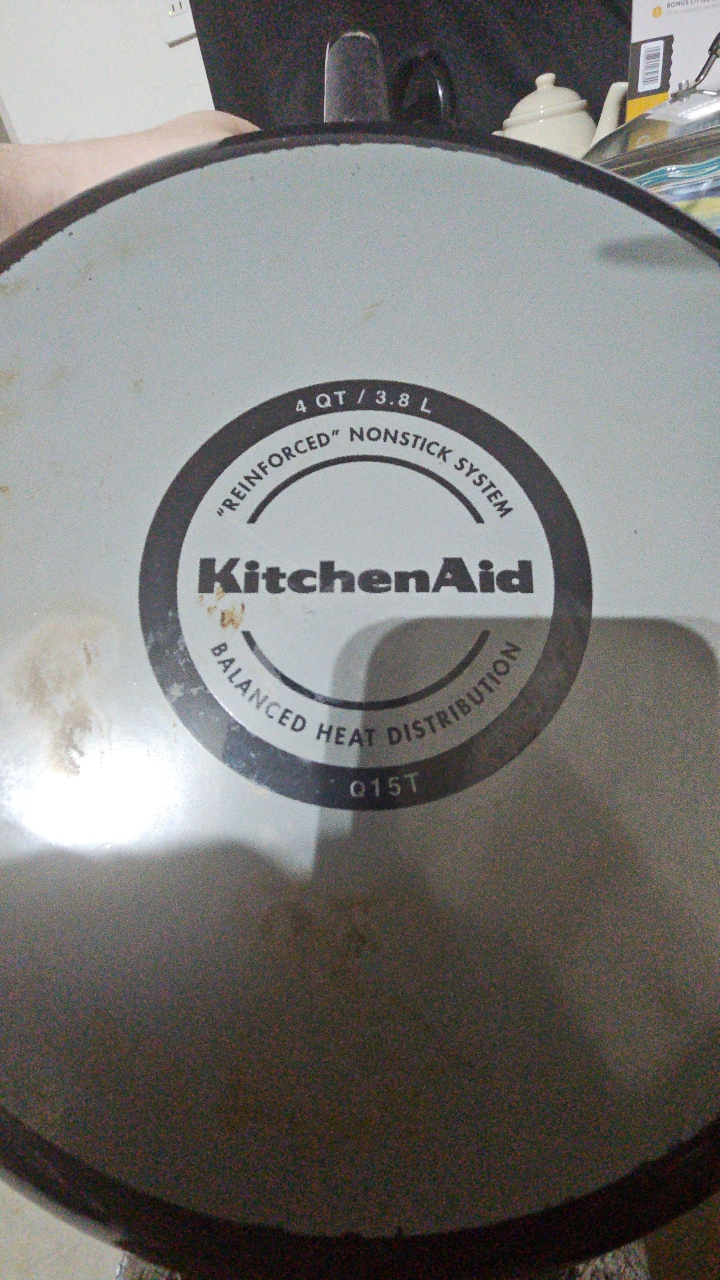 4 QT / 3.8 L
“REINFORCED” NONSTICK SYSTEM
KitchenAid
BALANCED HEAT DISTRIBUTION
Q15T